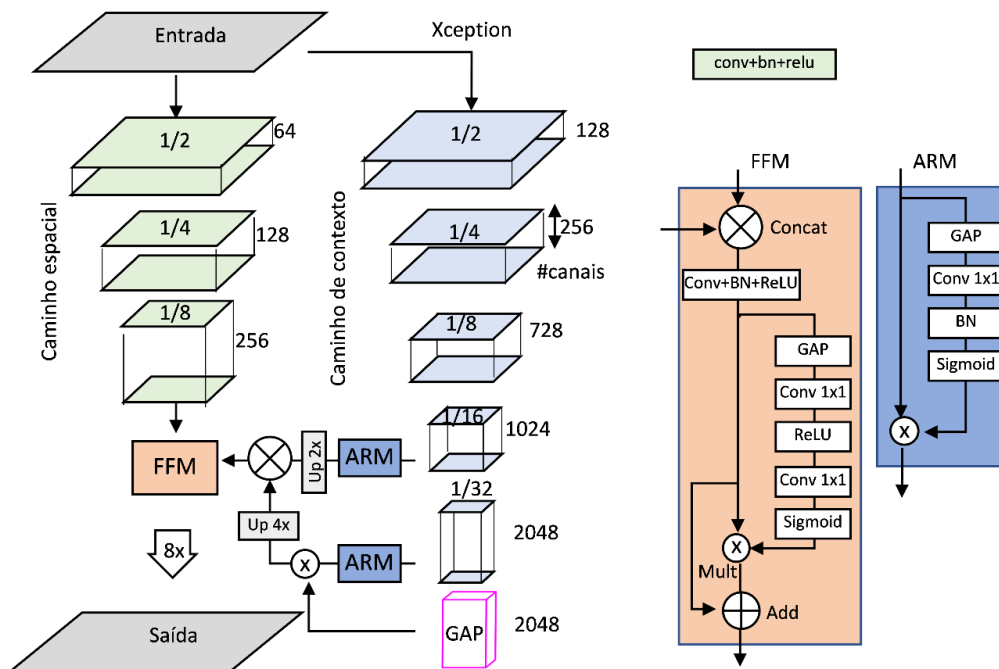 Entrada
Xception
conv+bn+relu
1/2
64
1/2
128
Caminho espacial
1/4
128
Caminho de contexto
1/4
256
#canais
1/8
256
1/8
728
1/16
1024
FFM
Up 2x
ARM
1/32
2048
Up 4x
8x
X
ARM
GAP
2048
Saída
FFM
Concat
Conv+BN+ReLU
GAP
Conv 1x1
ReLU
Conv 1x1
Sigmoid
X
Mult
Add
ARM
GAP
Conv 1x1
BN
Sigmoid
X